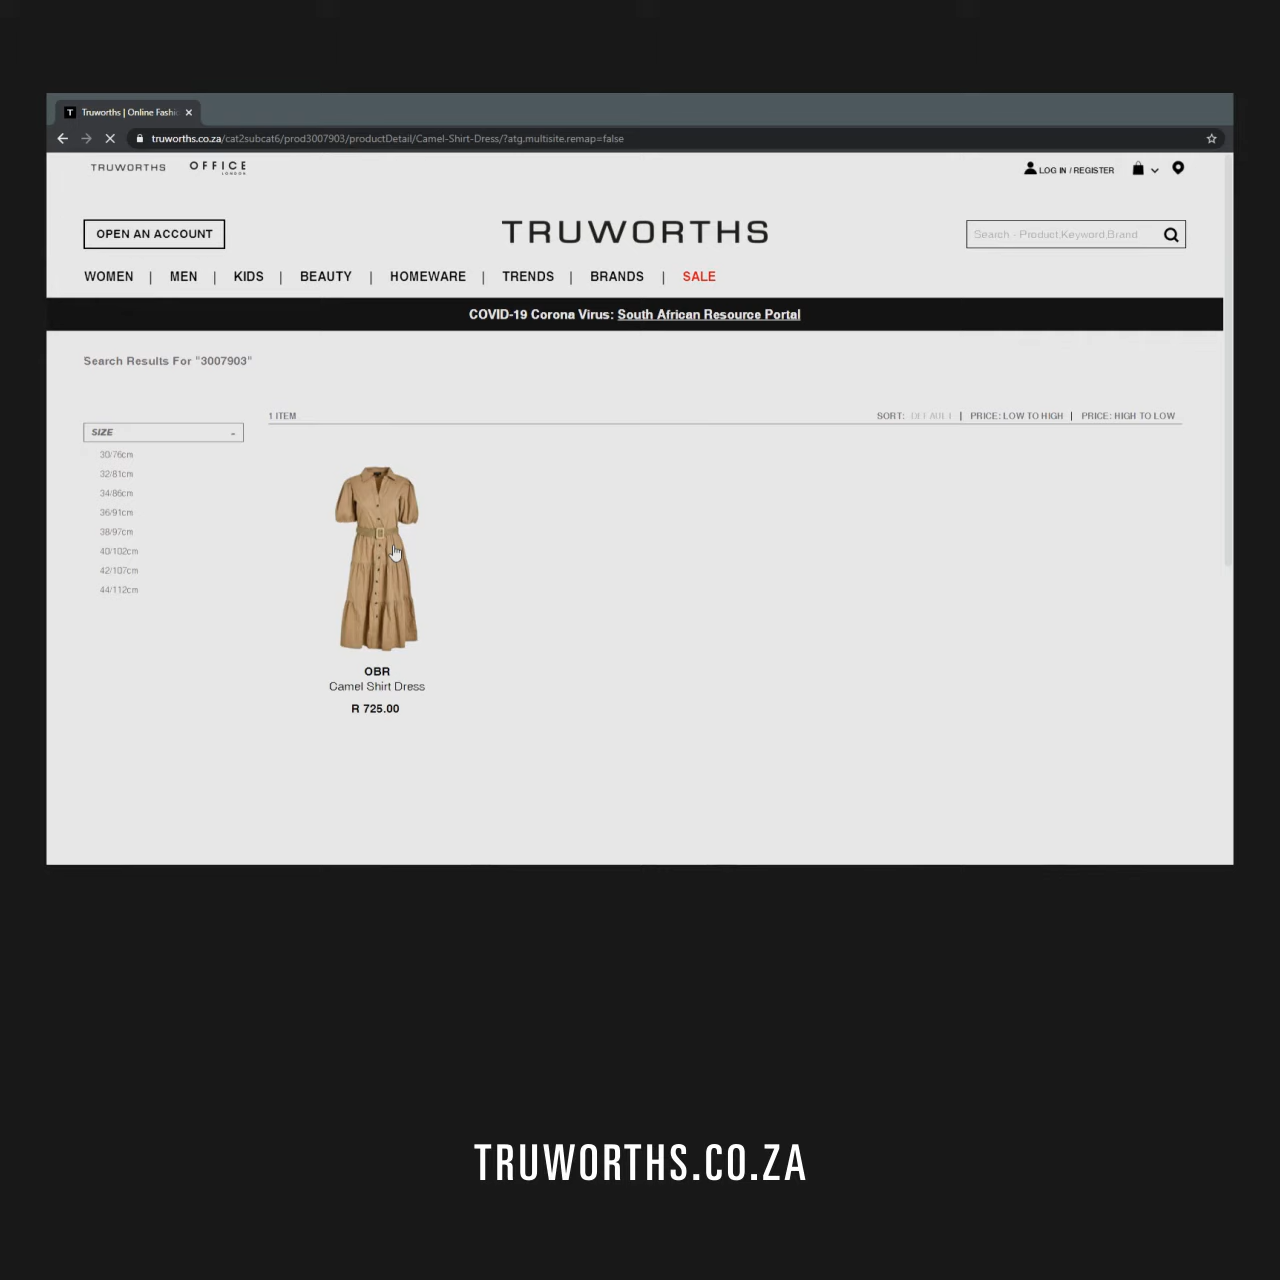 Truworths | Online Fashi
truworths.co.za/cat2subcat6/prod3007903/productDetail/Camel-Shirt-Dress/?atg.multisite.remap=false
TRUWORTHS
OFFICE
LONDON
LOG IN / REGISTER
OPEN AN ACCOUNT
TRUWORTHS
Search - Product,Keyword,Brand
WOMEN | MEN | KIDS | BEAUTY | HOMEWARE | TRENDS | BRANDS | SALE
COVID-19 Corona Virus: South African Resource Portal
Search Results For "3007903"
1 ITEM
SORT: DEFAULT | PRICE: LOW TO HIGH | PRICE: HIGH TO LOW
SIZE -
30/76cm
32/81cm
34/86cm
36/91cm
38/97cm
40/102cm
42/107cm
44/112cm
OBR
Camel Shirt Dress
R 725.00
TRUWORTHS.CO.ZA